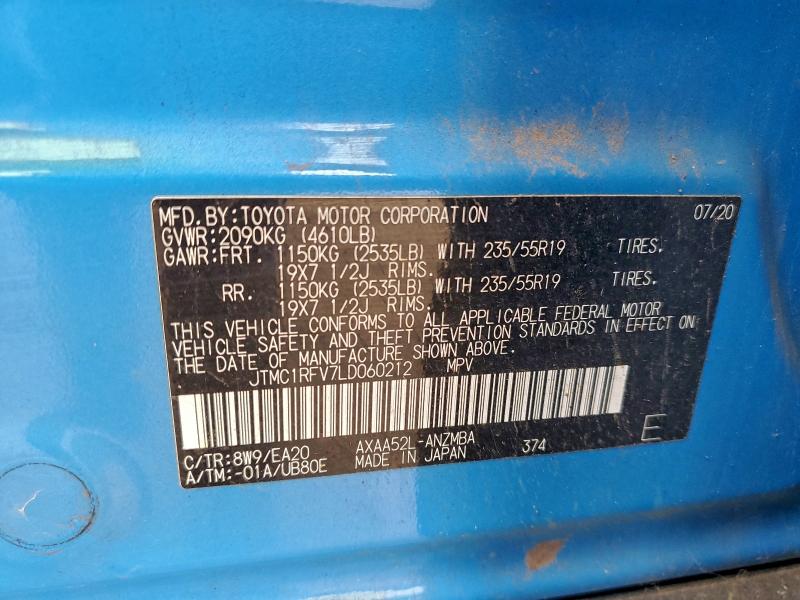 MFD. BY: TOYOTA MOTOR CORPORATION 07/20
GVWR: 2090KG (4610LB)
GAWR: FRT. 1150KG (2535LB) WITH 235/55R19 TIRES.
19X7 1/2J RIMS.
RR. 1150KG (2535LB) WITH 235/55R19 TIRES.
19X7 1/2J RIMS.
THIS VEHICLE CONFORMS TO ALL APPLICABLE FEDERAL MOTOR
VEHICLE SAFETY AND THEFT PREVENTION STANDARDS IN EFFECT ON
THE DATE OF MANUFACTURE SHOWN ABOVE.
JTMC1RFV7LD060212 MPV
C/TR: 8W9/EA20 AXAA52L-ANZMBA 374 E
A/TM: -01A/UB80E MADE IN JAPAN